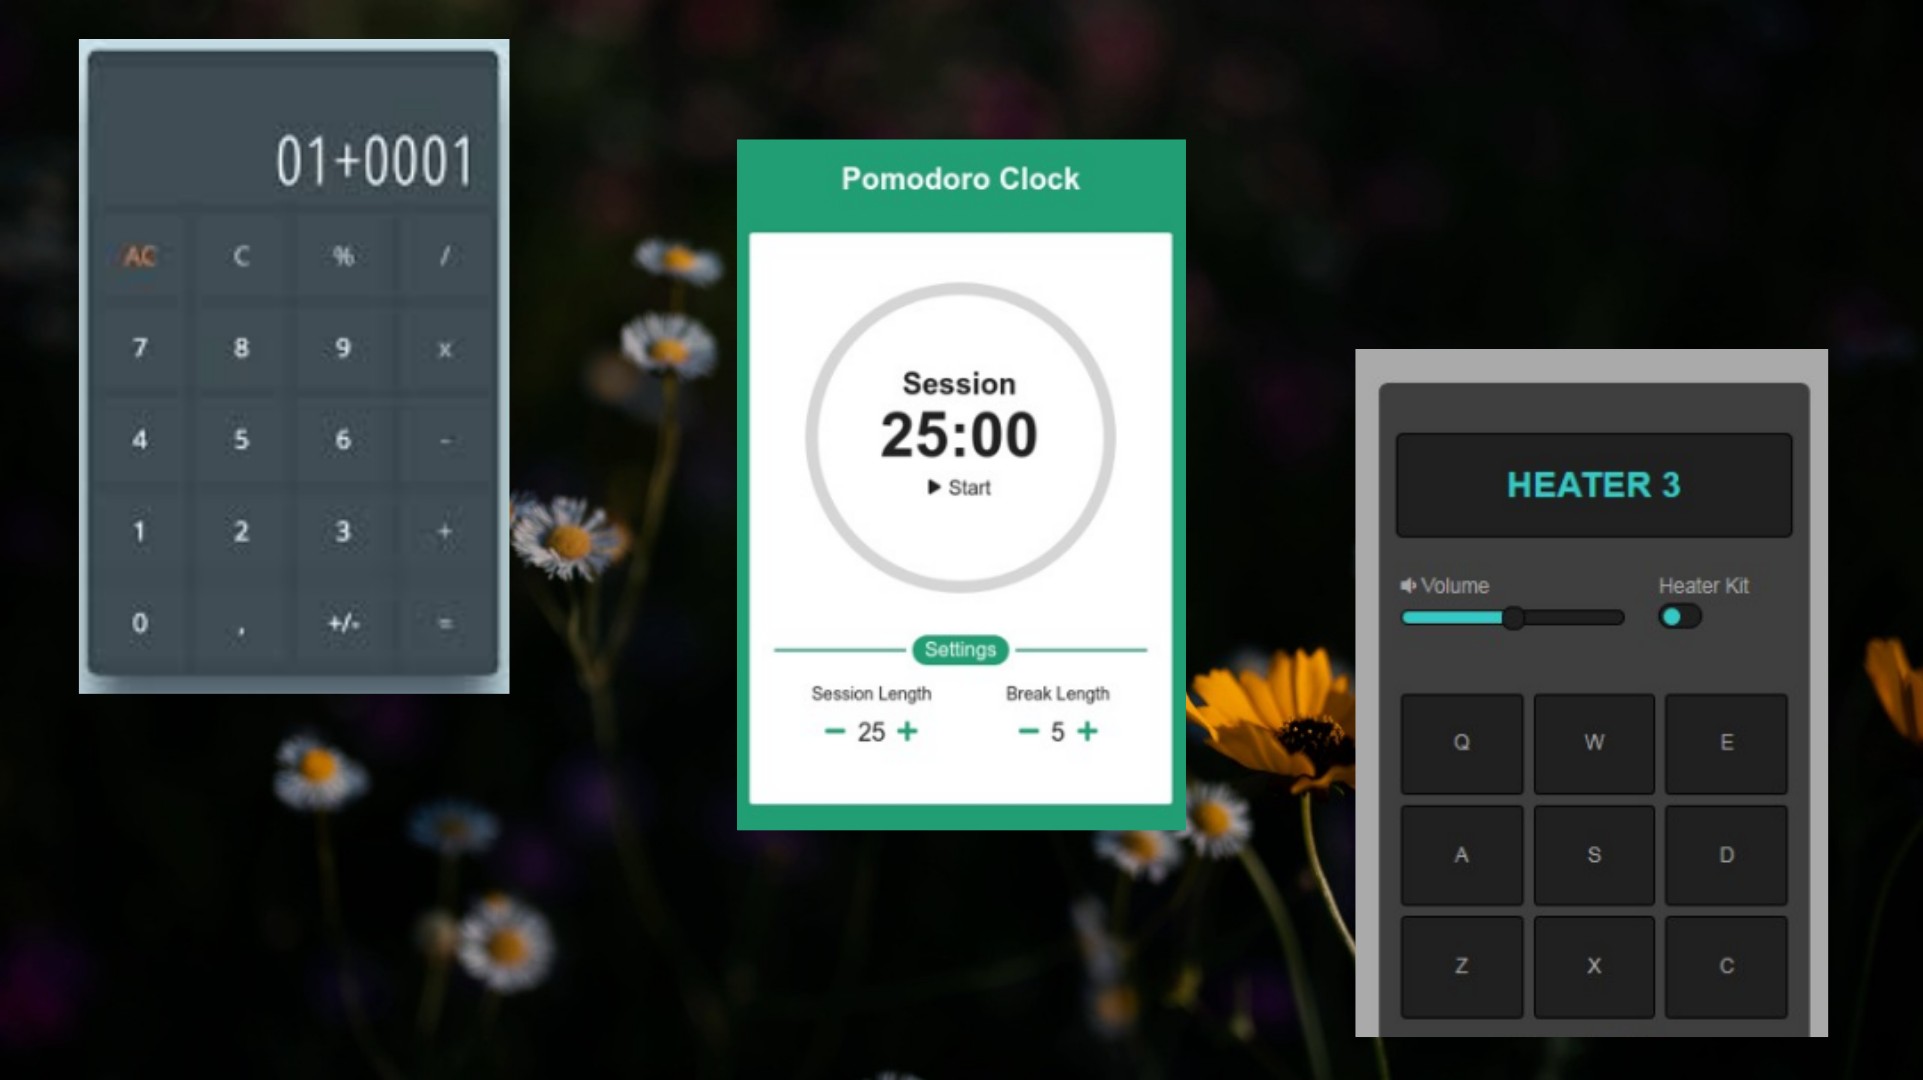 01+0001
AC C % /
7 8 9 x
4 5 6 -
1 2 3 +
0 , +/- =
Pomodoro Clock
Session
25:00
Start
Settings
Session Length Break Length
− 25 + − 5 +
HEATER 3
Volume Heater Kit
Q W E
A S D
Z X C